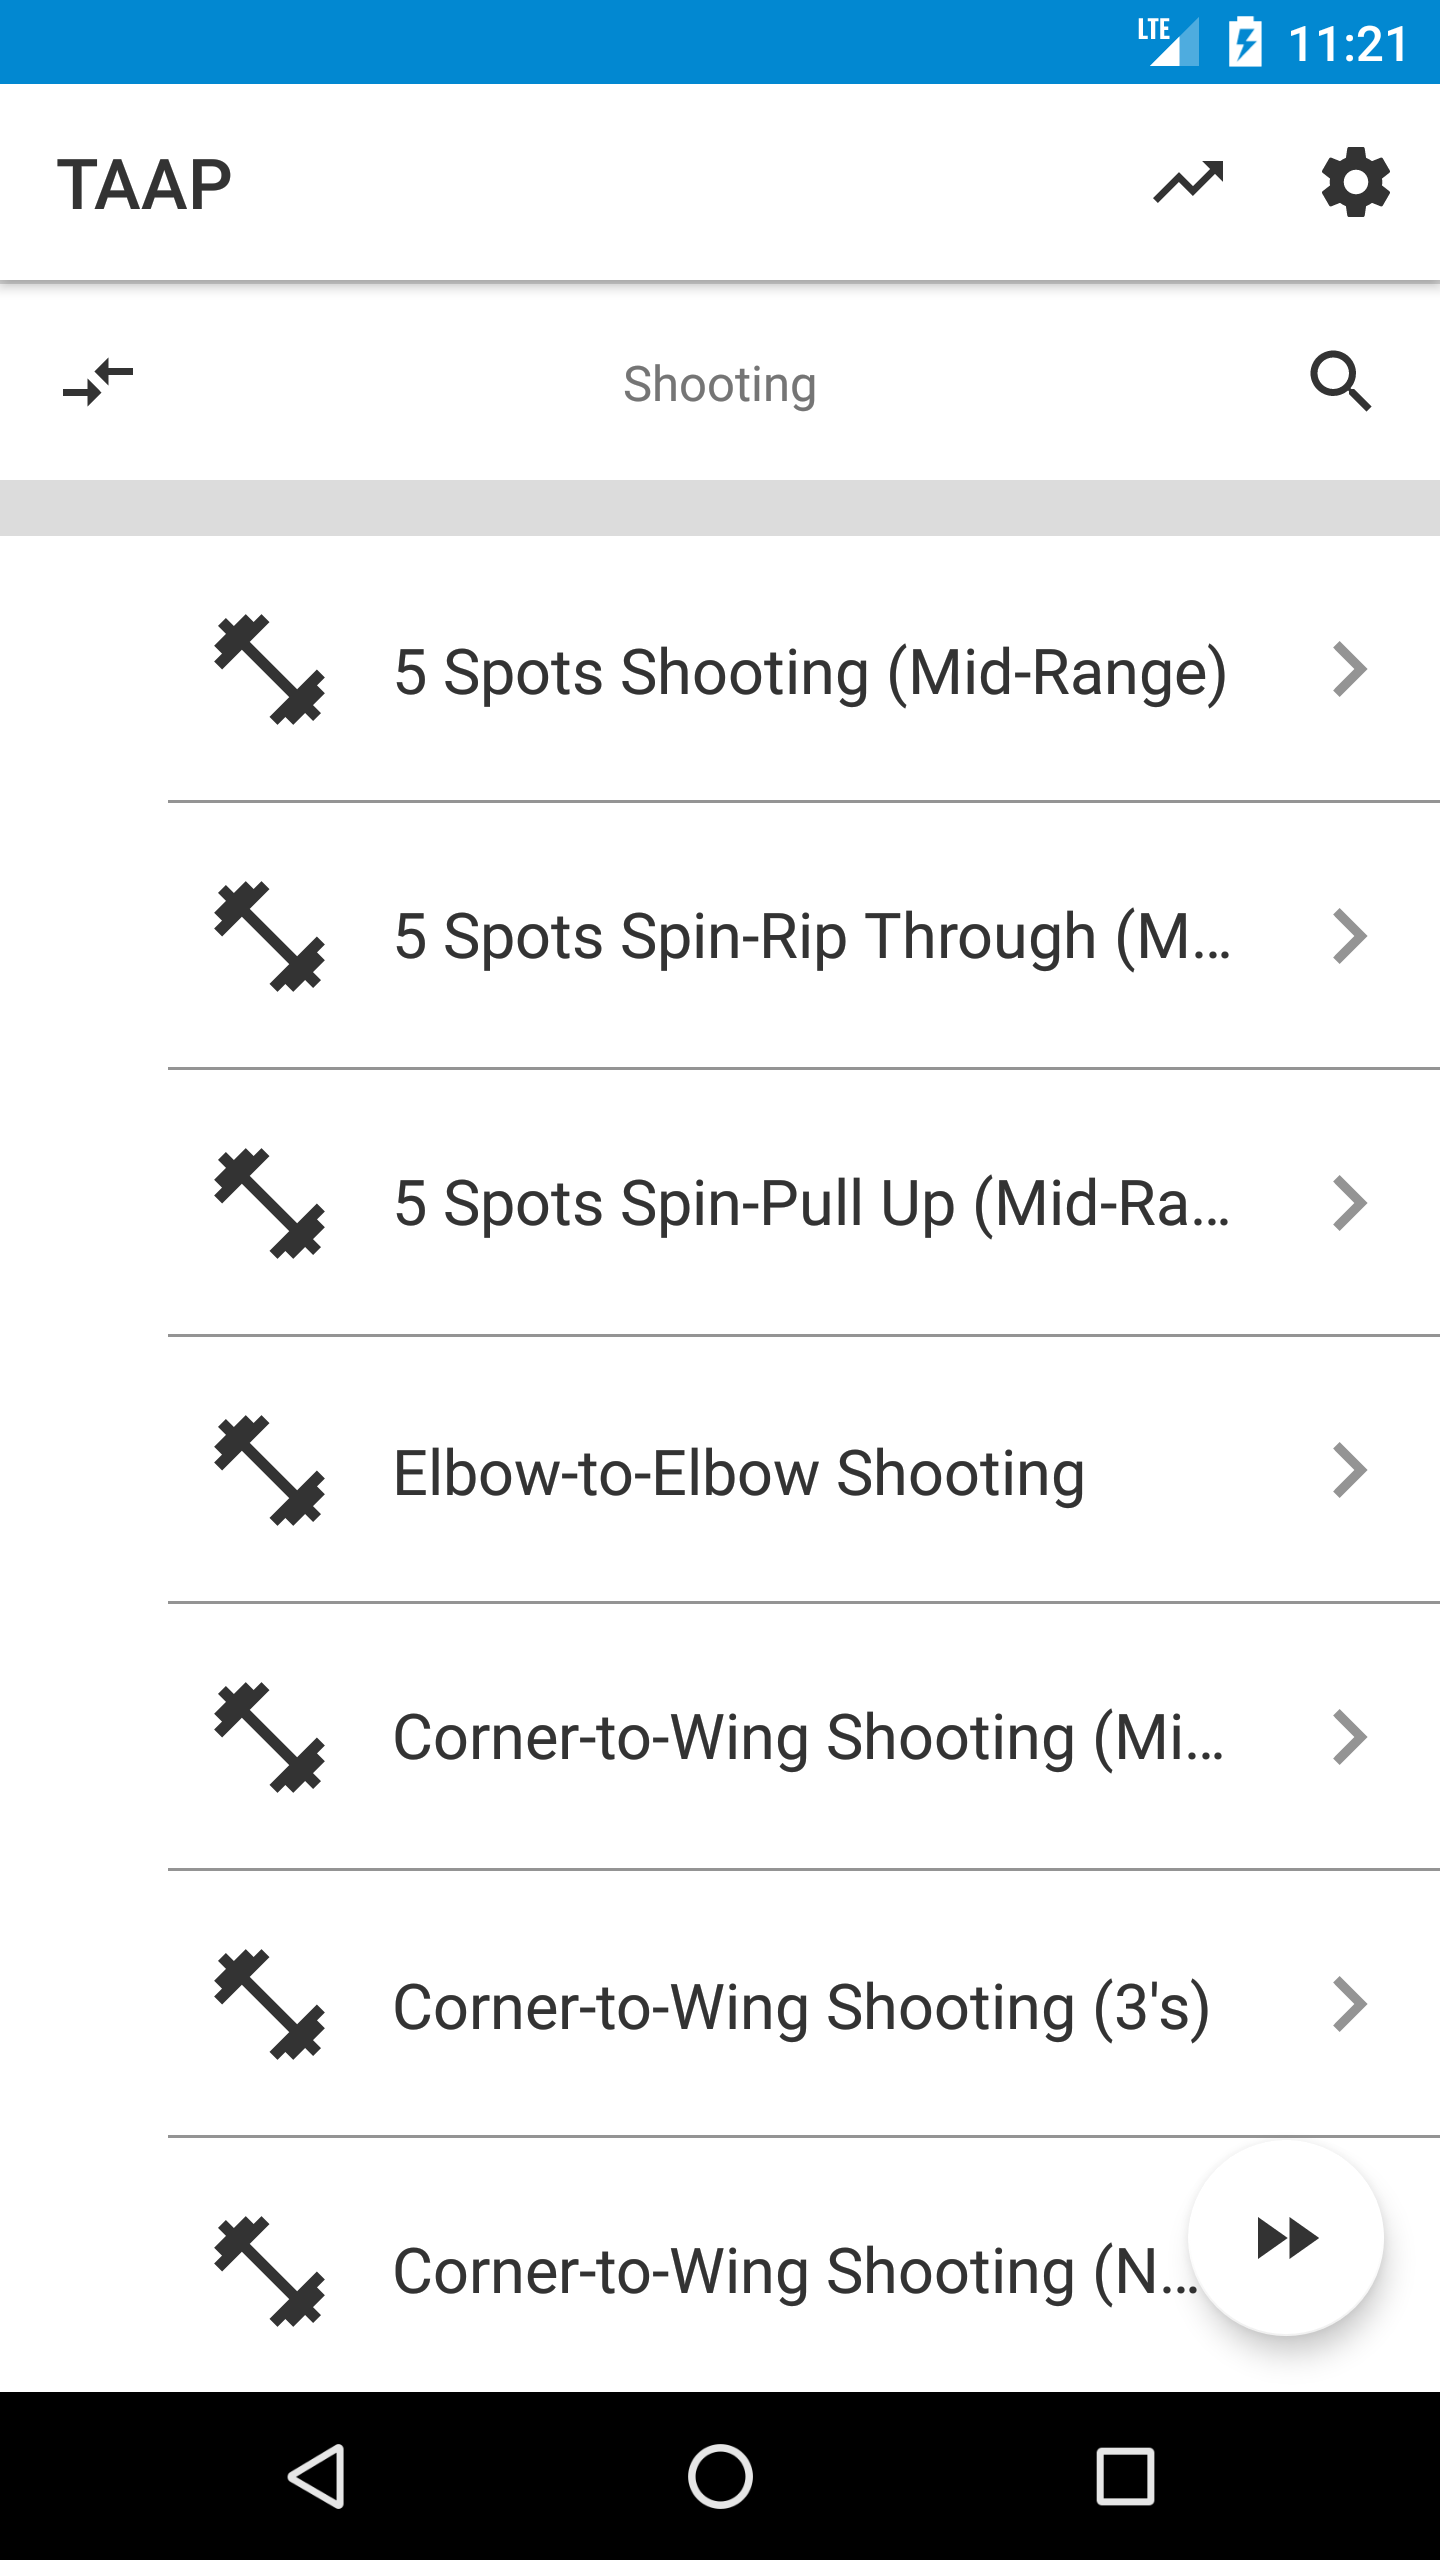 LTE 11:21
TAAP
Shooting
5 Spots Shooting (Mid-Range)
5 Spots Spin-Rip Through (M...
5 Spots Spin-Pull Up (Mid-Ra...
Elbow-to-Elbow Shooting
Corner-to-Wing Shooting (Mi...
Corner-to-Wing Shooting (3's)
Corner-to-Wing Shooting (N...